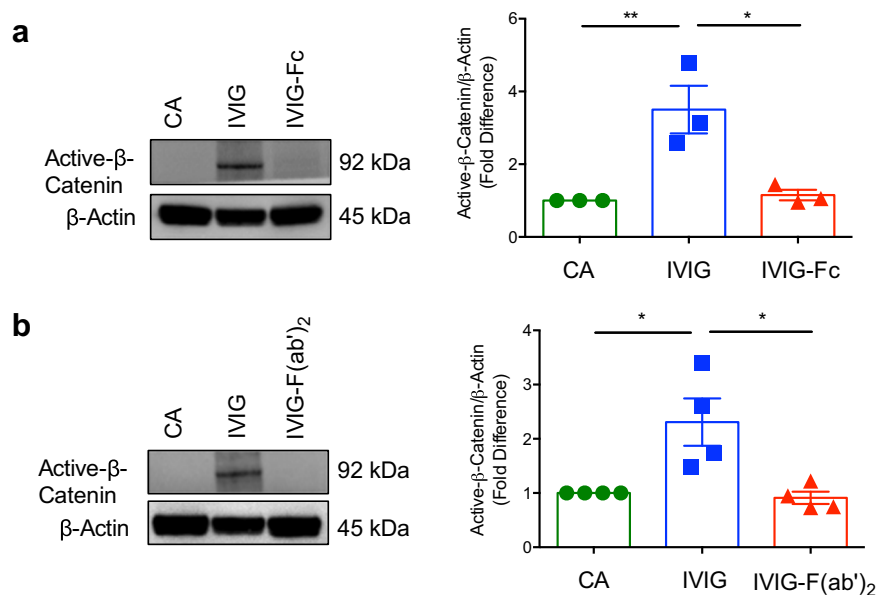 a
CA
IVIG
IVIG-Fc
Active-β-
Catenin
92 kDa
β-Actin
45 kDa
Active-β-Catenin/β-Actin
(Fold Difference)
6
4
2
0
**
*
CA
IVIG
IVIG-Fc
b
CA
IVIG
IVIG-F(ab')₂
Active-β-
Catenin
92 kDa
β-Actin
45 kDa
Active-β-Catenin/β-Actin
(Fold Difference)
4
3
2
1
0
*
*
CA
IVIG
IVIG-F(ab')₂